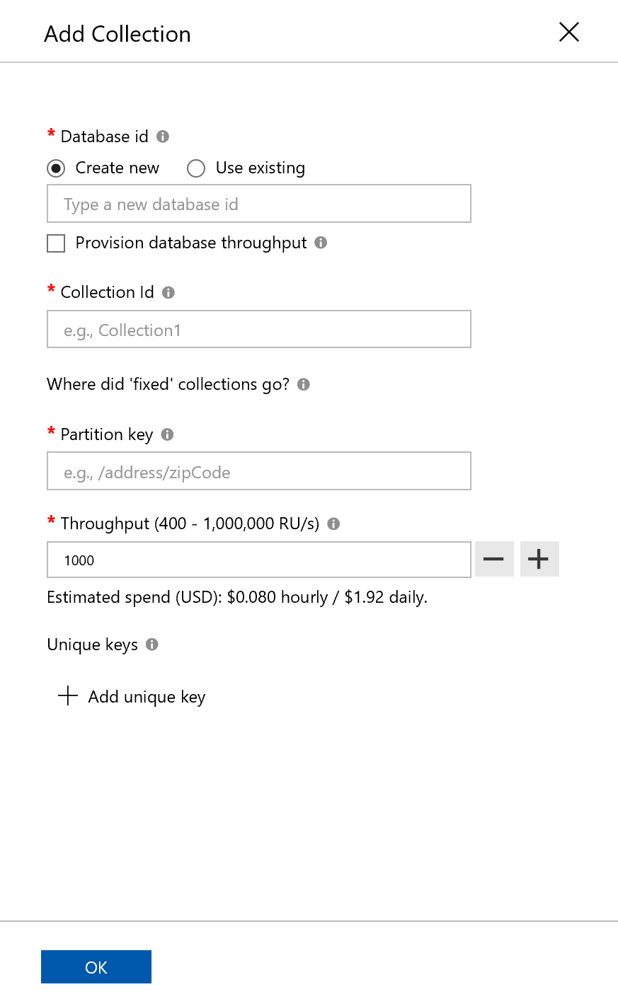 Add Collection
* Database id
Create new Use existing
Type a new database id
Provision database throughput
* Collection Id
e.g., Collection1
Where did 'fixed' collections go?
* Partition key
e.g., /address/zipCode
* Throughput (400 - 1,000,000 RU/s)
1000
Estimated spend (USD): $0.080 hourly / $1.92 daily.
Unique keys
Add unique key
OK